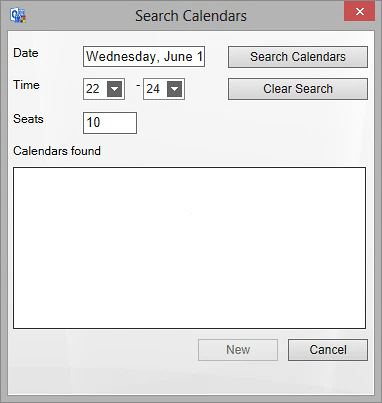 Search Calendars
Date
Wednesday, June 1
Search Calendars
Time
22
-
24
Clear Search
Seats
10
Calendars found
New
Cancel